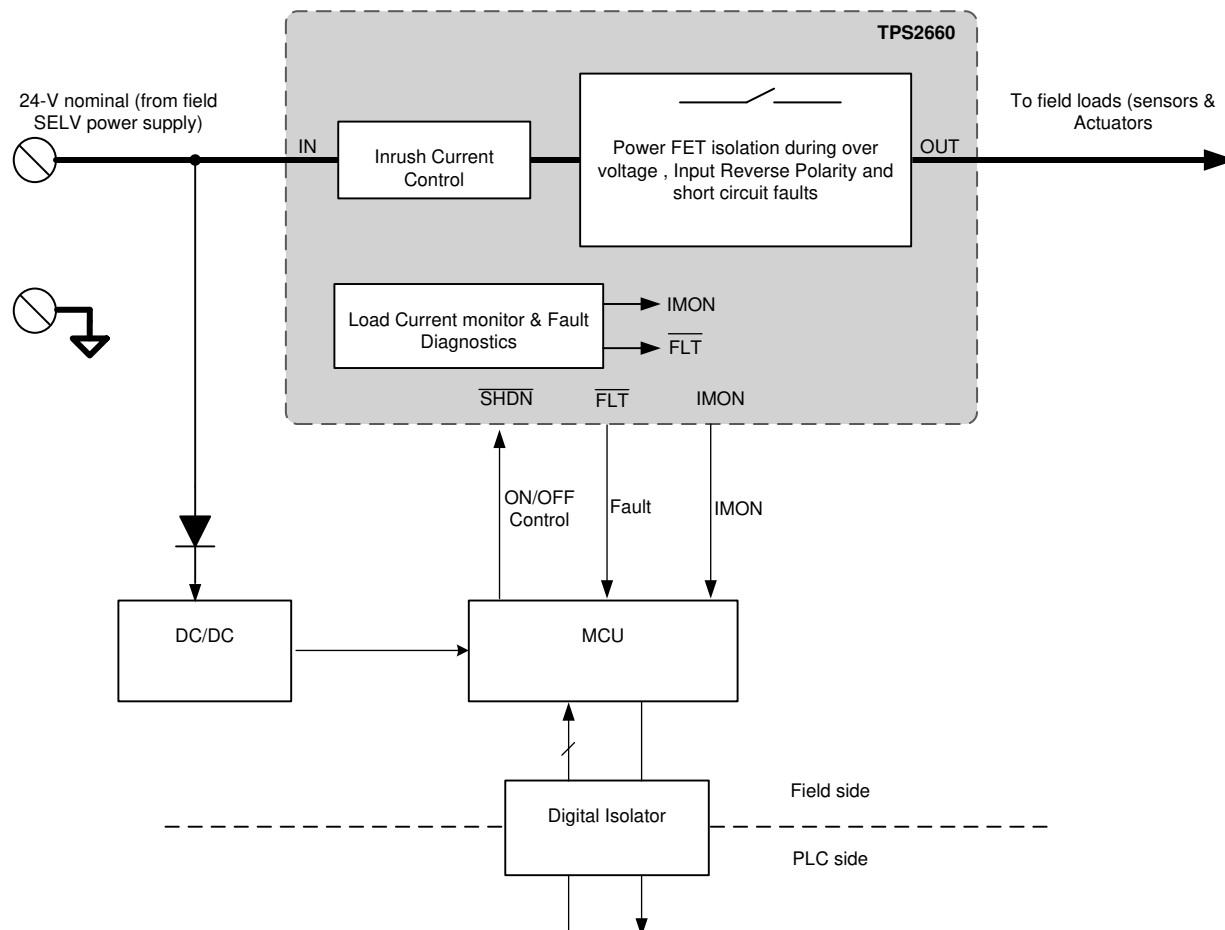 TPS2660
24-V nominal (from field
SELV power supply)
IN
Inrush Current
Control
Power FET isolation during over
voltage , Input Reverse Polarity and
short circuit faults
OUT
To field loads (sensors &
Actuators
Load Current monitor & Fault
Diagnostics
IMON
FLT
SHDN
FLT
IMON
ON/OFF
Control
Fault
IMON
DC/DC
MCU
Digital Isolator
Field side
PLC side